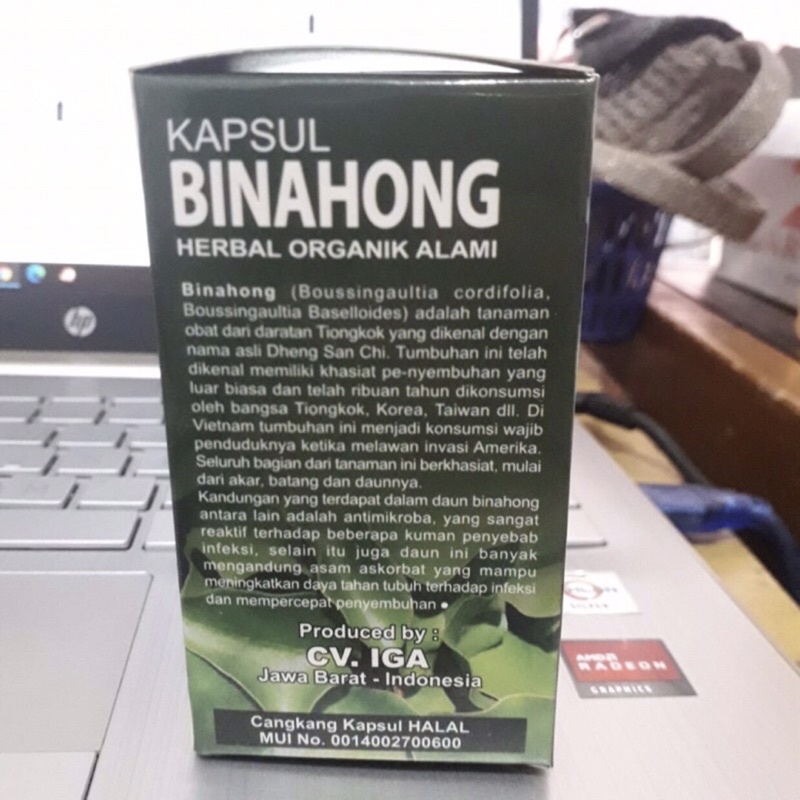 KAPSUL
BINAHONG
HERBAL ORGANIK ALAMI
Binahong (Boussingaultia cordifolia,
Boussingaultia Baselloides) adalah tanaman
obat dari daratan Tiongkok yang dikenal dengan
nama asli Dheng San Chi. Tumbuhan ini telah
dikenal memiliki khasiat pe-nyembuhan yang
luar biasa dan telah ribuan tahun dikonsumsi
oleh bangsa Tiongkok, Korea, Taiwan dll. Di
Vietnam tumbuhan ini menjadi konsumsi wajib
penduduknya ketika melawan invasi Amerika.
Seluruh bagian dari tanaman ini berkhasiat, mulai
dari akar, batang dan daunnya.
Kandungan yang terdapat dalam daun binahong
antara lain adalah antimikroba, yang sangat
reaktif terhadap beberapa kuman penyebab
infeksi, selain itu juga daun ini banyak
mengandung asam askorbat yang mampu
meningkatkan daya tahan tubuh terhadap infeksi
dan mempercepat penyembuhan ●
Produced by :
CV. IGA
Jawa Barat - Indonesia
Cangkang Kapsul HALAL
MUI No. 0014002700600
hp
AMD
RADEON
GRAPHICS